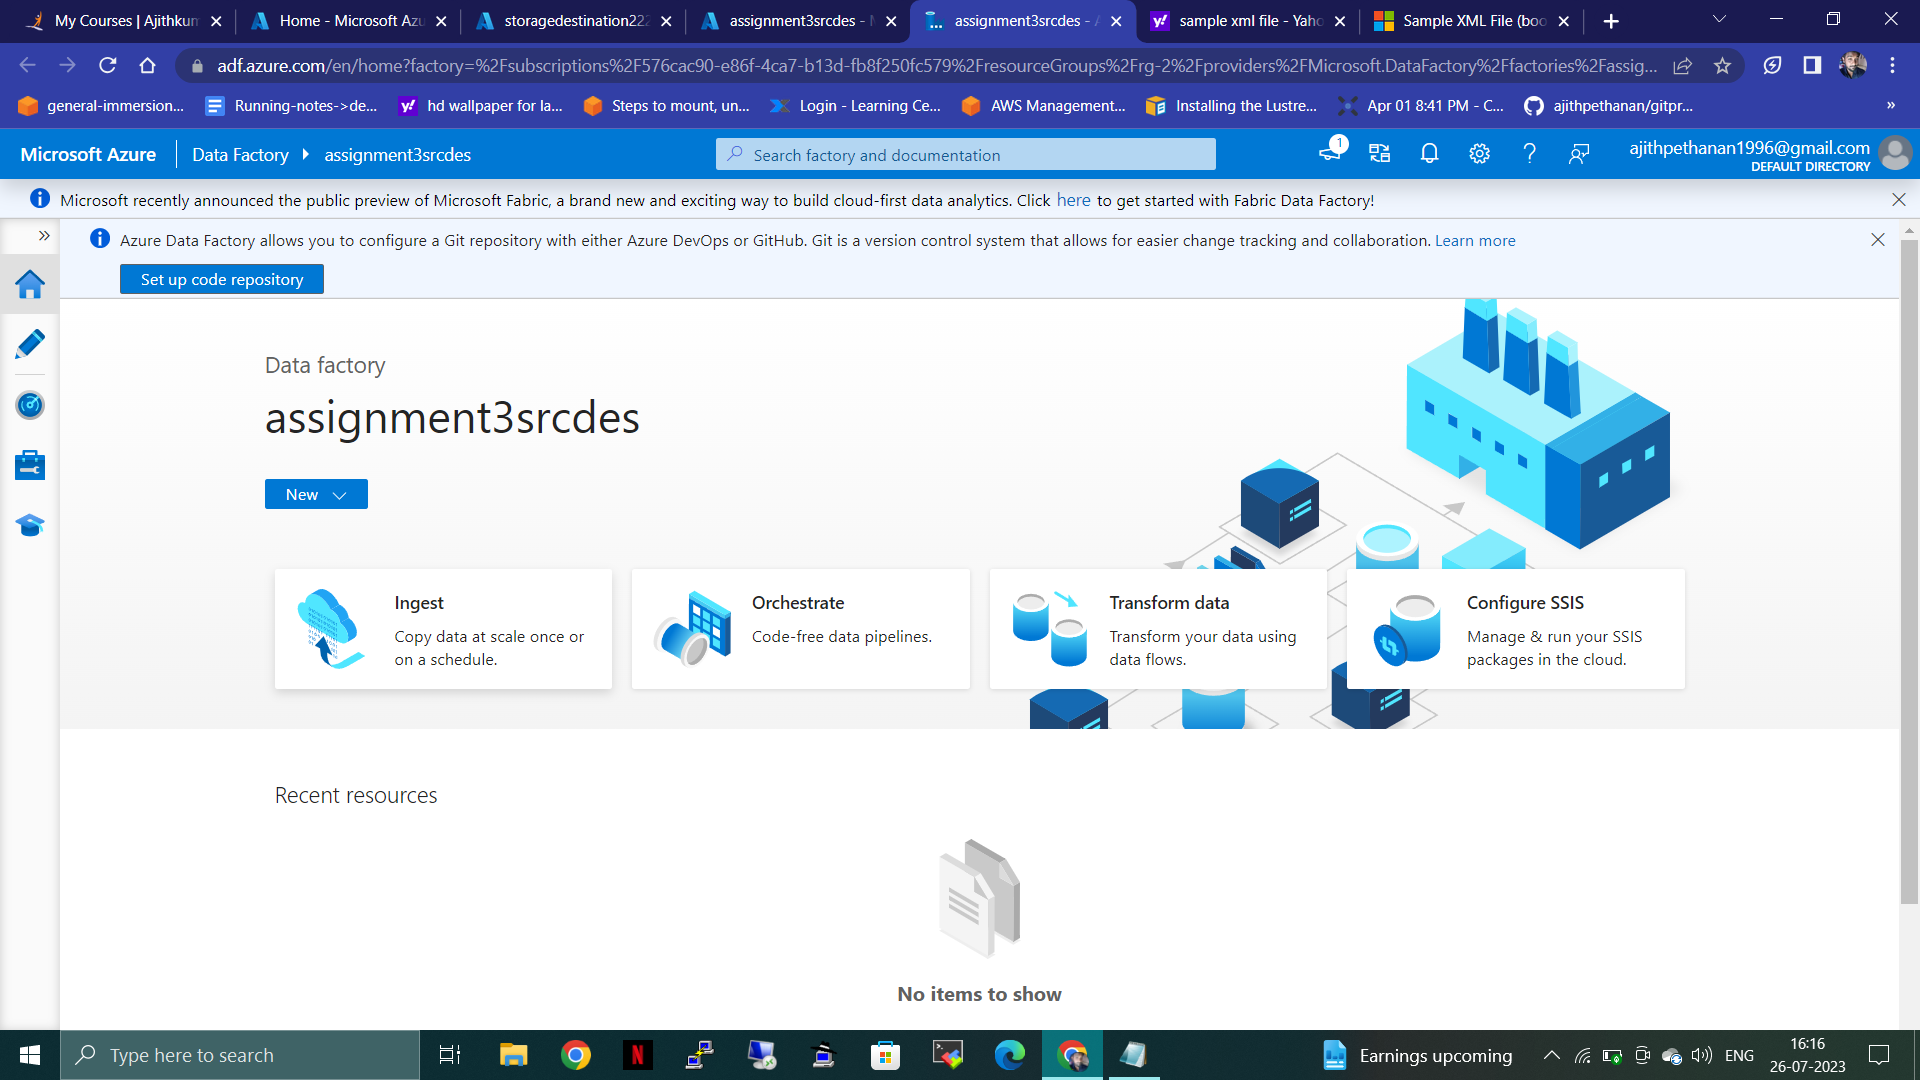 My Courses | Ajithkum
Home - Microsoft Azu
storagedestination222
assignment3srcdes -
assignment3srcdes -
sample xml file - Yaho
Sample XML File (boo
adf.azure.com/en/home?factory=%2Fsubscriptions%2F576cac90-e86f-4ca7-b13d-fb8f250fc579%2FresourceGroups%2Frg-2%2Fproviders%2FMicrosoft.DataFactory%2Ffactories%2Fassig...
general-immersion...
Running-notes->de...
hd wallpaper for la...
Steps to mount, un...
Login - Learning Ce...
AWS Management...
Installing the Lustre...
Apr 01 8:41 PM - C...
ajithpethanan/gitpr...
»
Microsoft Azure
Data Factory
assignment3srcdes
Search factory and documentation
1
ajithpethanan1996@gmail.com
DEFAULT DIRECTORY
Microsoft recently announced the public preview of Microsoft Fabric, a brand new and exciting way to build cloud-first data analytics. Click here to get started with Fabric Data Factory!
Azure Data Factory allows you to configure a Git repository with either Azure DevOps or GitHub. Git is a version control system that allows for easier change tracking and collaboration. Learn more
Set up code repository
Data factory
assignment3srcdes
New
Ingest
Copy data at scale once or
on a schedule.
Orchestrate
Code-free data pipelines.
Transform data
Transform your data using
data flows.
Configure SSIS
Manage & run your SSIS
packages in the cloud.
Recent resources
No items to show
Type here to search
Earnings upcoming
ENG
16:16
26-07-2023